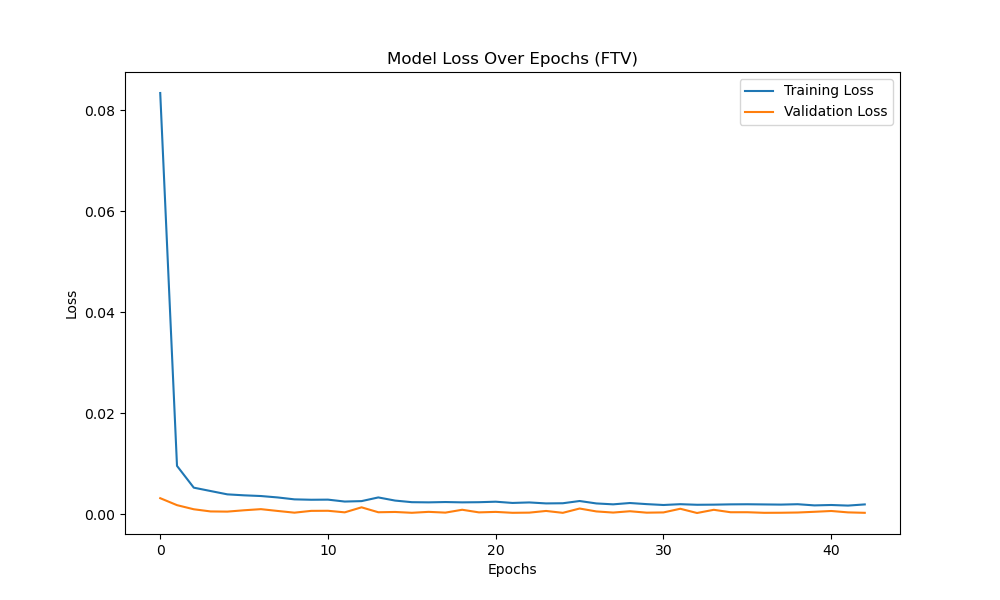 Model Loss Over Epochs (FTV)
Training Loss
Validation Loss
0.08
0.06
0.04
0.02
0.00
Loss
0 10 20 30 40
Epochs